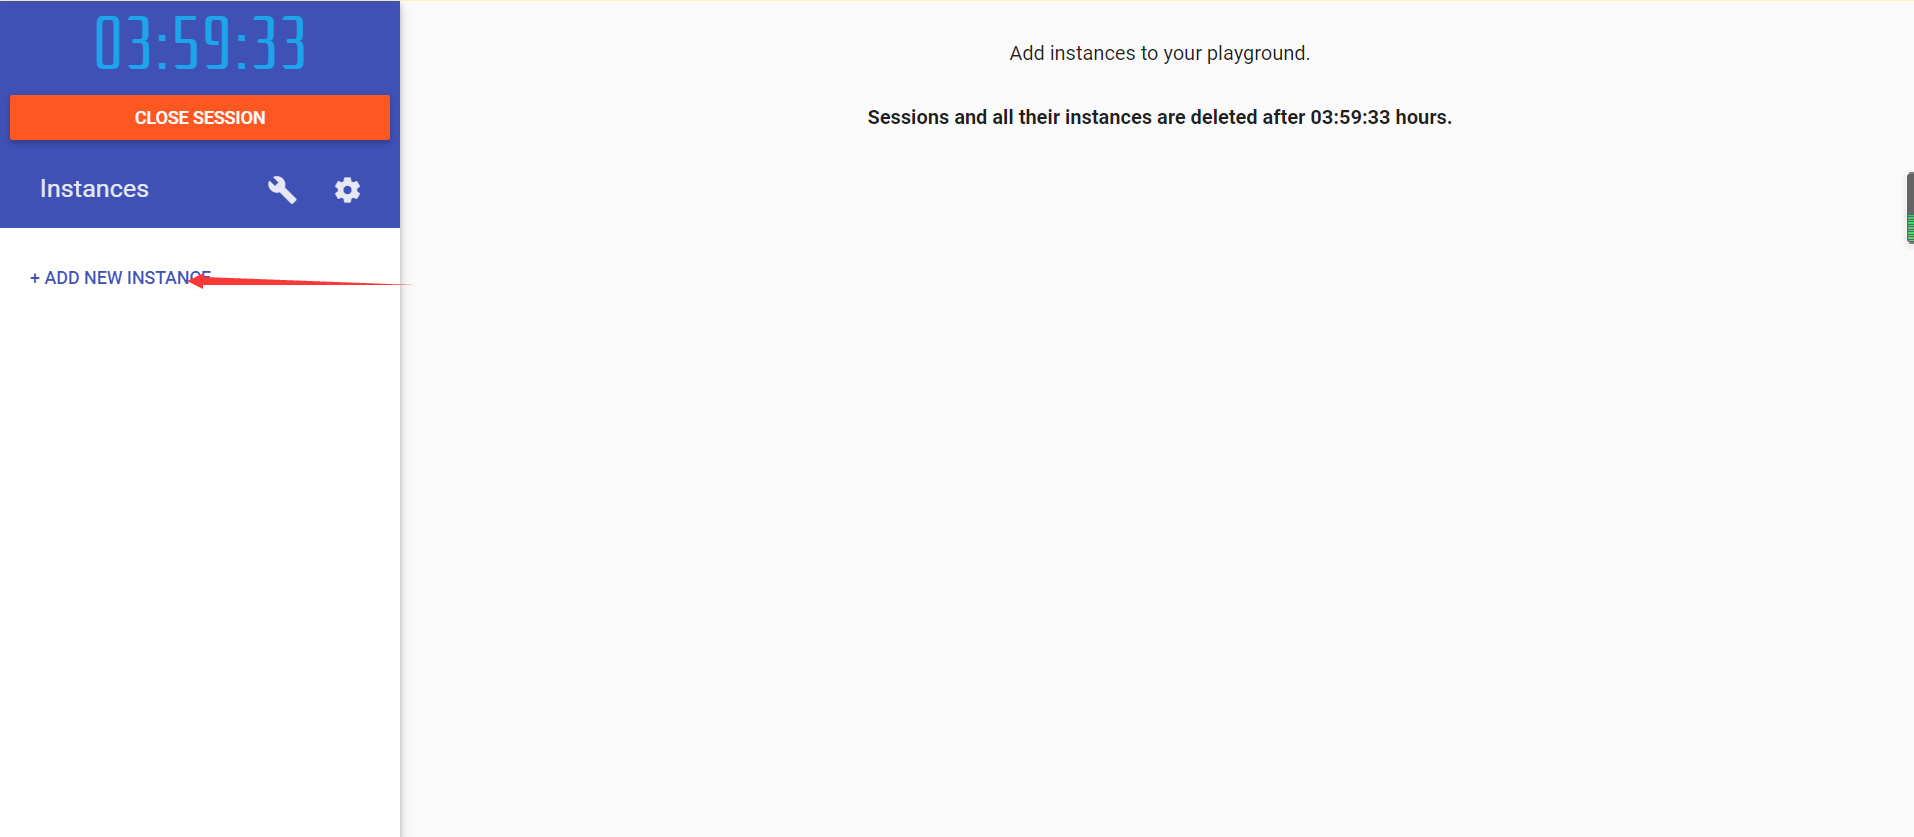 03:59:33
CLOSE SESSION
Instances
+ ADD NEW INSTANCE
Add instances to your playground.
Sessions and all their instances are deleted after 03:59:33 hours.